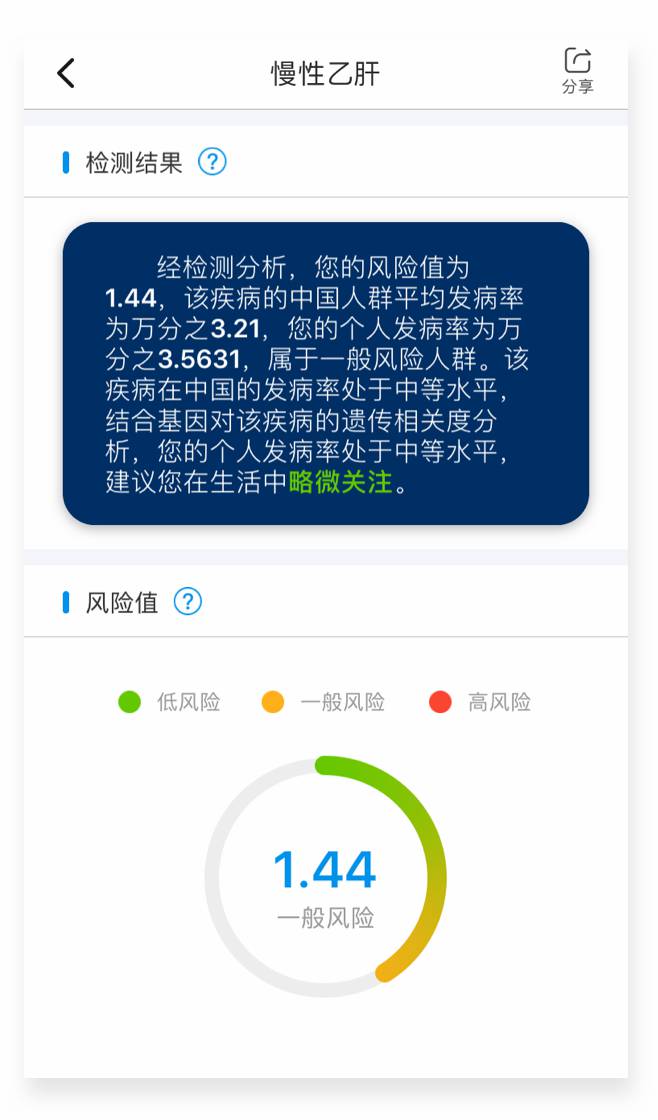 慢性乙肝
分享
检测结果 ?
经检测分析，您的风险值为
1.44，该疾病的中国人群平均发病率
为万分之3.21，您的个人发病率为万
分之3.5631，属于一般风险人群。该
疾病在中国的发病率处于中等水平，
结合基因对该疾病的遗传相关度分
析，您的个人发病率处于中等水平，
建议您在生活中略微关注。
风险值 ?
低风险 一般风险 高风险
1.44
一般风险